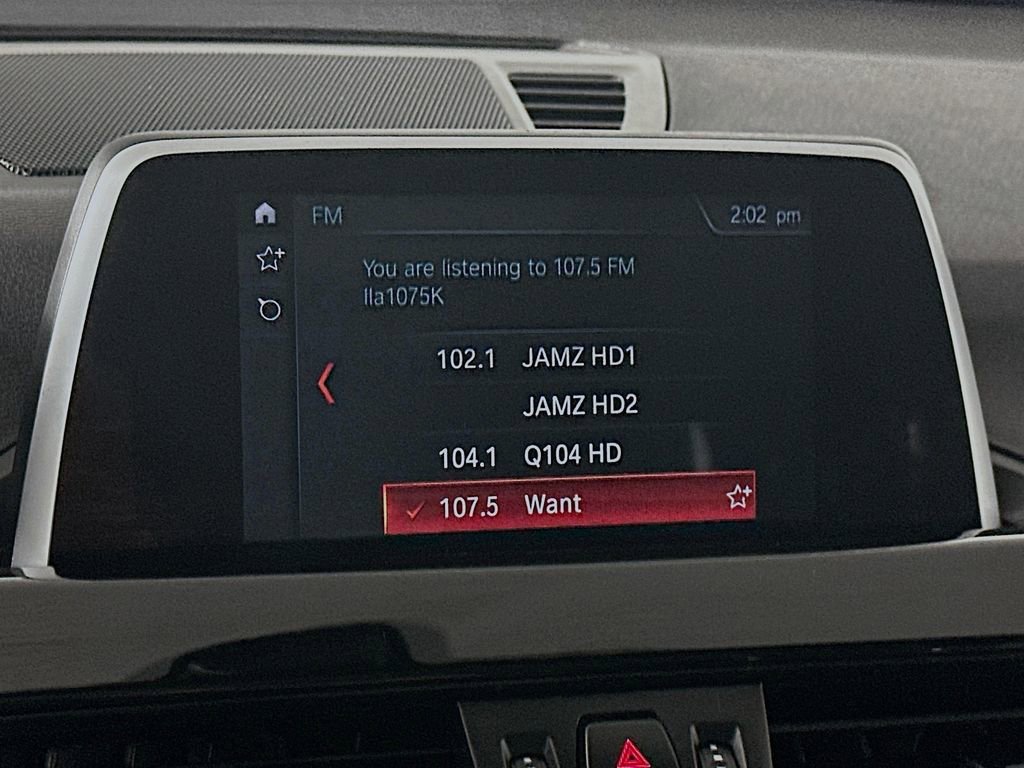 FM
2:02 pm
You are listening to 107.5 FM
lla1075K
102.1 JAMZ HD1
JAMZ HD2
104.1 Q104 HD
107.5 Want